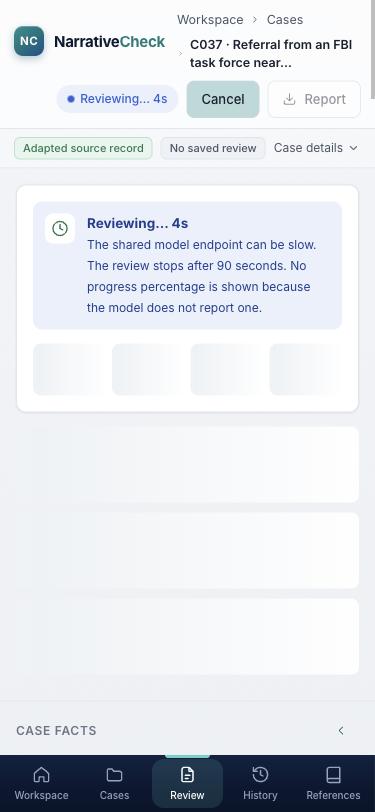 Workspace › Cases
NC NarrativeCheck
› C037 · Referral from an FBI
task force near…
Reviewing… 4s
Cancel
Report
Adapted source record
No saved review
Case details
Reviewing… 4s
The shared model endpoint can be slow.
The review stops after 90 seconds. No
progress percentage is shown because
the model does not report one.
CASE FACTS
Workspace
Cases
Review
History
References